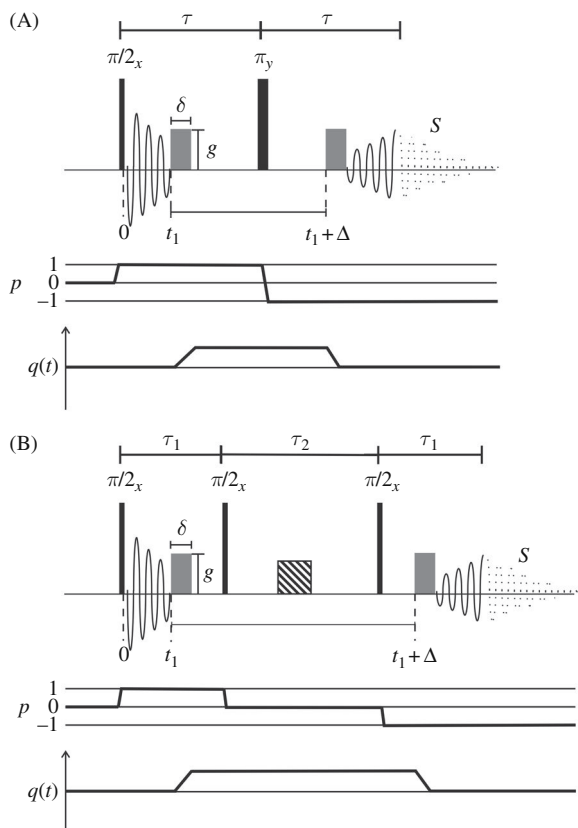 (A)
τ τ
π/2x πy
δ
g
S
0 t1 t1 + Δ
1
p 0
−1
q(t)
(B)
τ1 τ2 τ1
π/2x π/2x π/2x
δ
g
S
0 t1 t1 + Δ
1
p 0
−1
q(t)